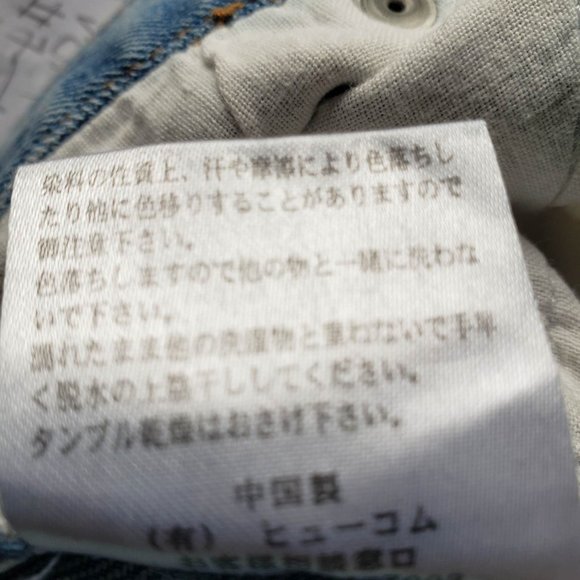 染料の性質上、汗や摩擦により色落ちし
たり他に色移りすることがありますので
御注意下さい。
色落ちしますので他の物と一緒に洗わな
いで下さい。
濡れたまま他の洗濯物と重わないで手早
く脱水の上陰干ししてください。
タンブル乾燥はおさけ下さい。
中国製
(有) ヒューコム